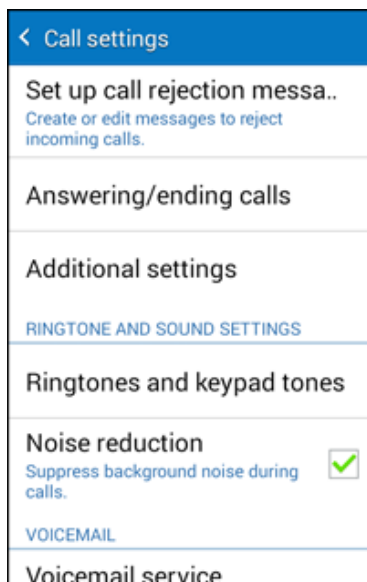 Call settings
Set up call rejection messa..
Create or edit messages to reject
incoming calls.
Answering/ending calls
Additional settings
RINGTONE AND SOUND SETTINGS
Ringtones and keypad tones
Noise reduction
Suppress background noise during
calls.
VOICEMAIL
Voicemail service